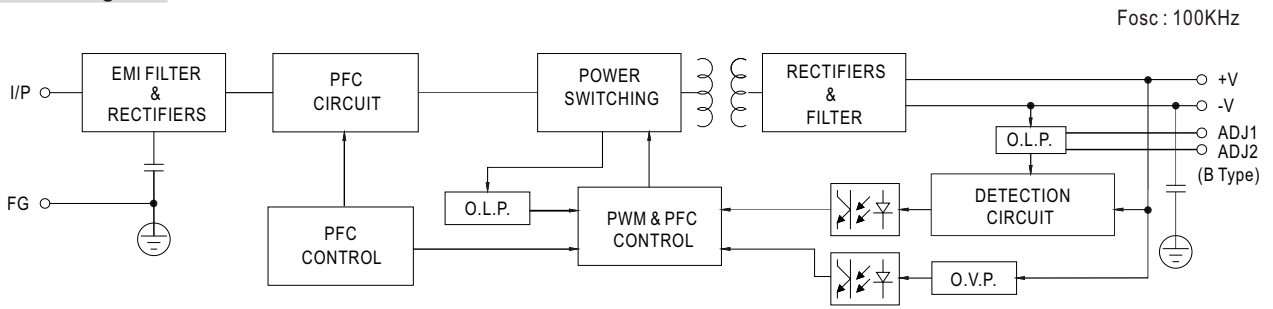 Fosc : 100KHz
I/P
EMI FILTER
&
RECTIFIERS
PFC
CIRCUIT
POWER
SWITCHING
RECTIFIERS
&
FILTER
+V
-V
O.L.P.
ADJ1
ADJ2
(B Type)
FG
O.L.P.
PFC
CONTROL
PWM & PFC
CONTROL
DETECTION
CIRCUIT
O.V.P.